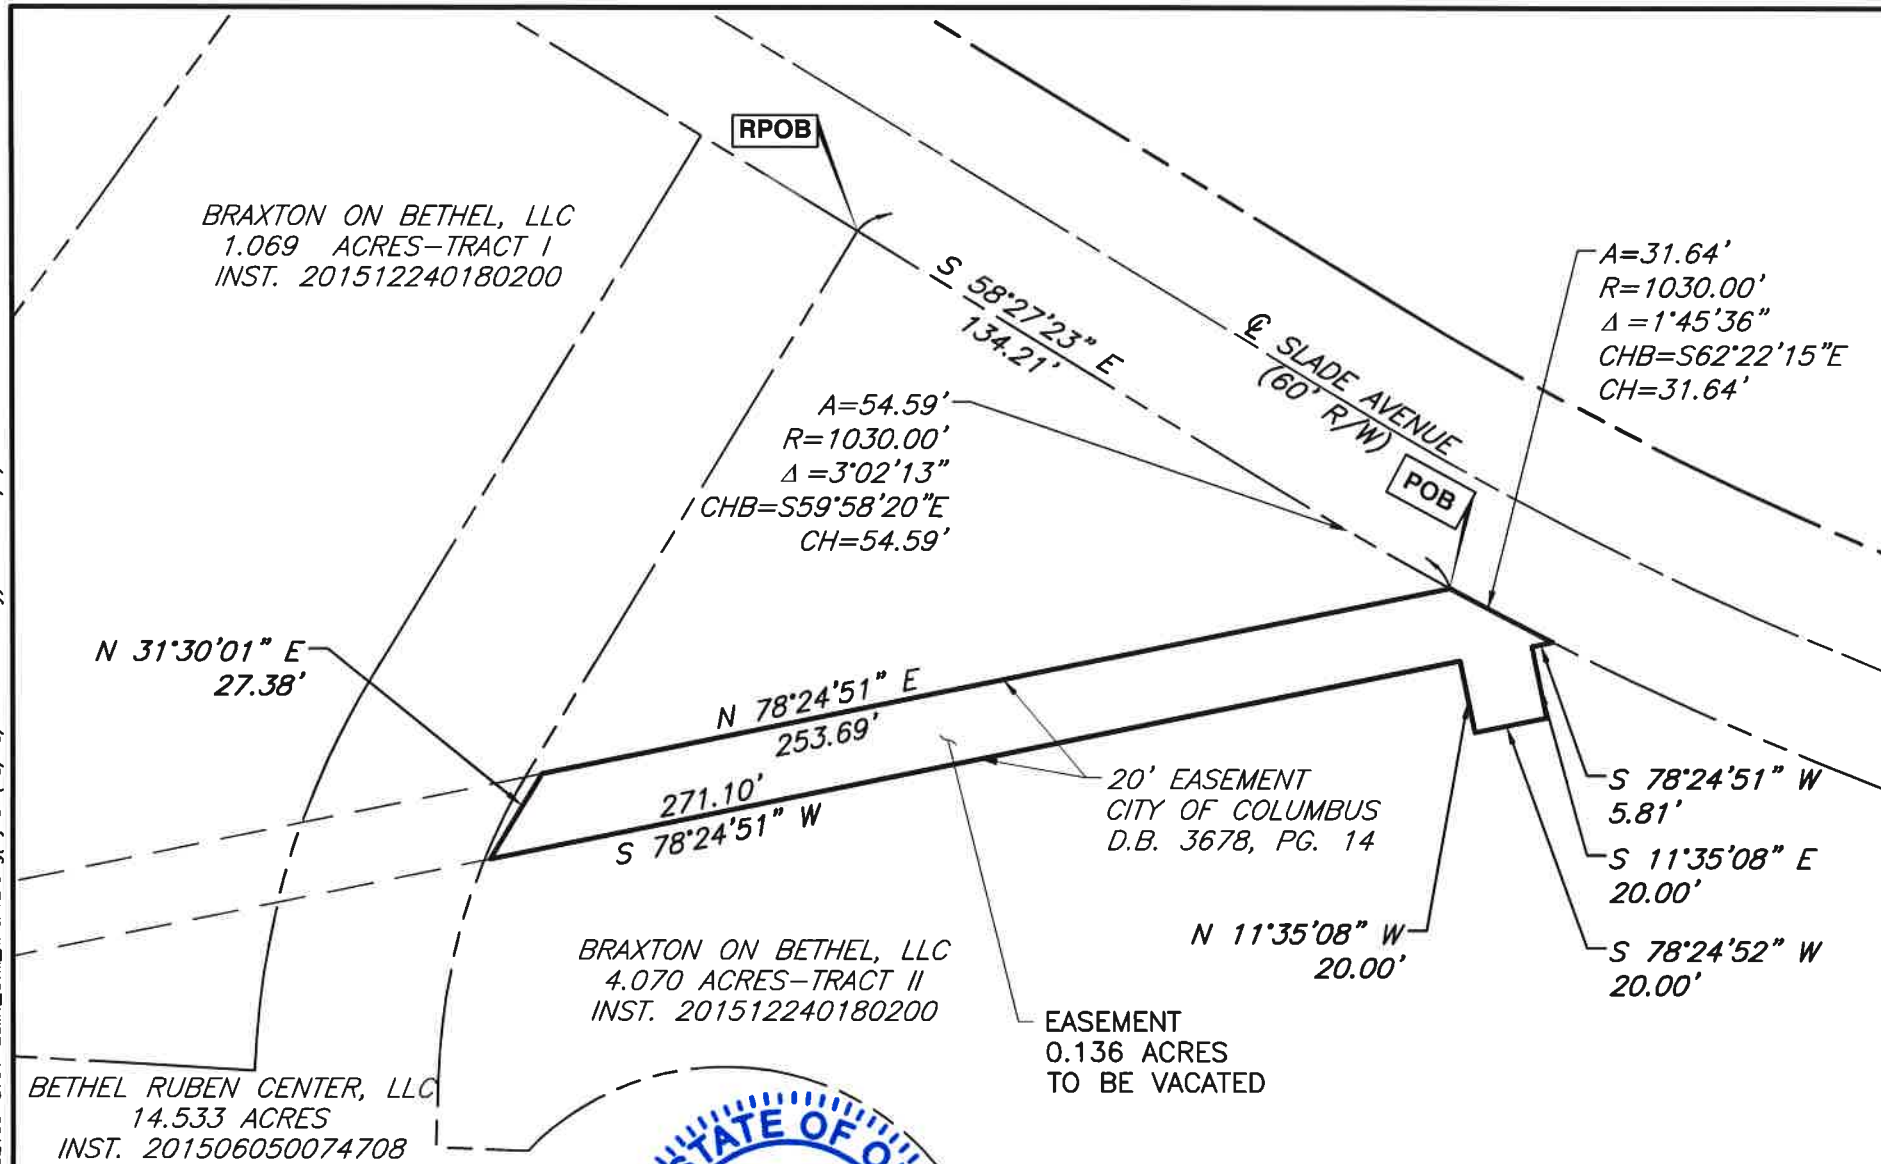 RPOB
BRAXTON ON BETHEL, LLC
1.069 ACRES-TRACT I
INST. 201512240180200
S 58°27'23" E
134.21'
℄ SLADE AVENUE
(60' R/W)
A=31.64'
R=1030.00'
Δ =1°45'36"
CHB=S62°22'15"E
CH=31.64'
A=54.59'
R=1030.00'
Δ =3°02'13"
CHB=S59°58'20"E
CH=54.59'
POB
N 31°30'01" E
27.38'
N 78°24'51" E
253.69'
271.10'
S 78°24'51" W
20' EASEMENT
CITY OF COLUMBUS
D.B. 3678, PG. 14
S 78°24'51" W
5.81'
S 11°35'08" E
20.00'
N 11°35'08" W
20.00'
S 78°24'52" W
20.00'
BRAXTON ON BETHEL, LLC
4.070 ACRES-TRACT II
INST. 201512240180200
EASEMENT
0.136 ACRES
TO BE VACATED
BETHEL RUBEN CENTER, LLC
14.533 ACRES
INST. 201506050074708
STATE OF O